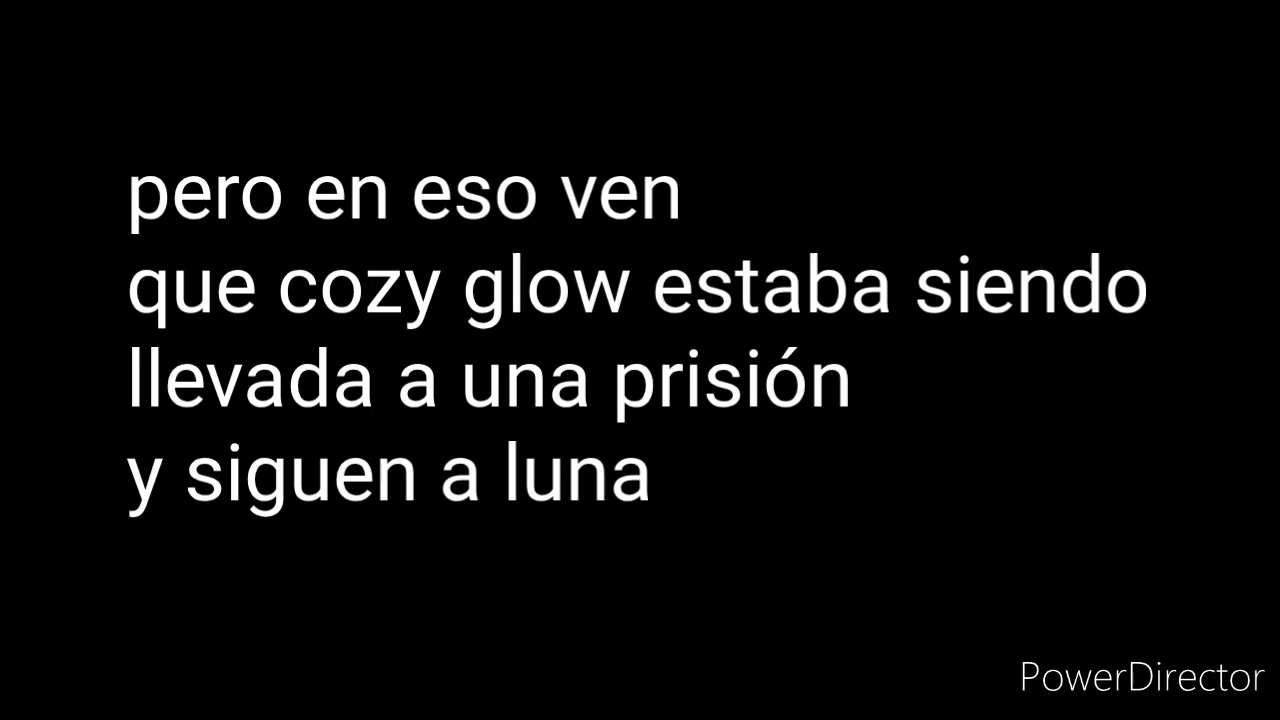 pero en eso ven
que cozy glow estaba siendo
llevada a una prisión
y siguen a luna
PowerDirector